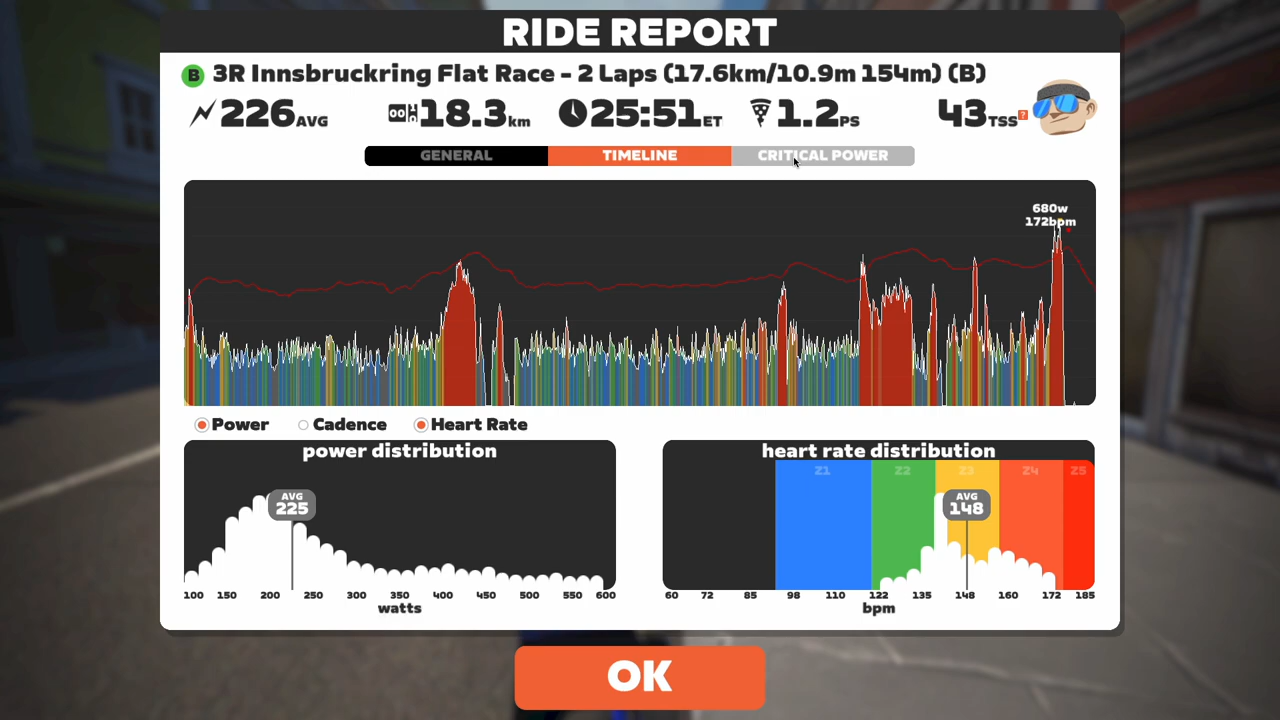 RIDE REPORT
B 3R Innsbruckring Flat Race - 2 Laps (17.6km/10.9m 154m) (B)
226AVG 18.3km 25:51ET 1.2PS 43TSS?
GENERAL TIMELINE CRITICAL POWER
680w
172bpm
Power Cadence Heart Rate
power distribution
AVG
225
100 150 200 250 300 350 400 450 500 550 600
watts
heart rate distribution
Z1 Z2 Z3 Z4 Z5
AVG
148
60 72 85 98 110 122 135 148 160 172 185
bpm
OK